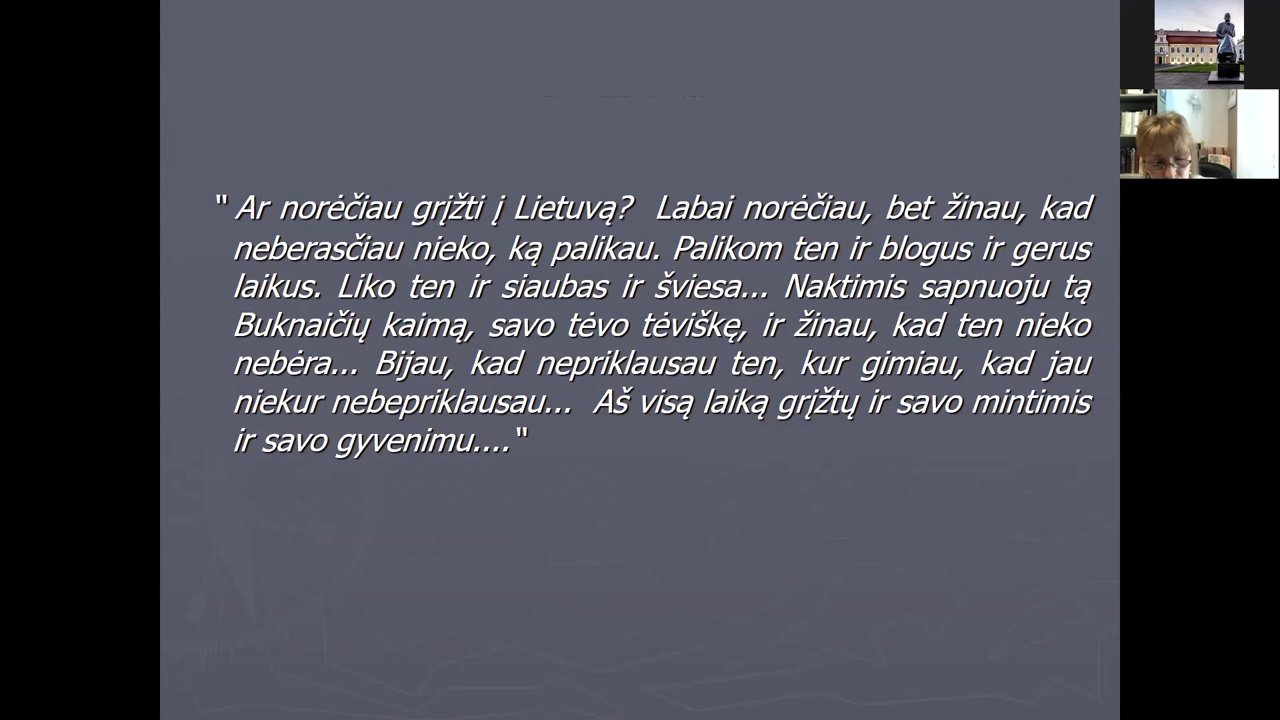 " Ar norėčiau grįžti į Lietuvą? Labai norėčiau, bet žinau, kad
neberasčiau nieko, ką palikau. Palikom ten ir blogus ir gerus
laikus. Liko ten ir siaubas ir šviesa... Naktimis sapnuoju tą
Buknaičių kaimą, savo tėvo tėviškę, ir žinau, kad ten nieko
nebėra... Bijau, kad nepriklausau ten, kur gimiau, kad jau
niekur nebepriklausau... Aš visą laiką grįžtų ir savo mintimis
ir savo gyvenimu...."